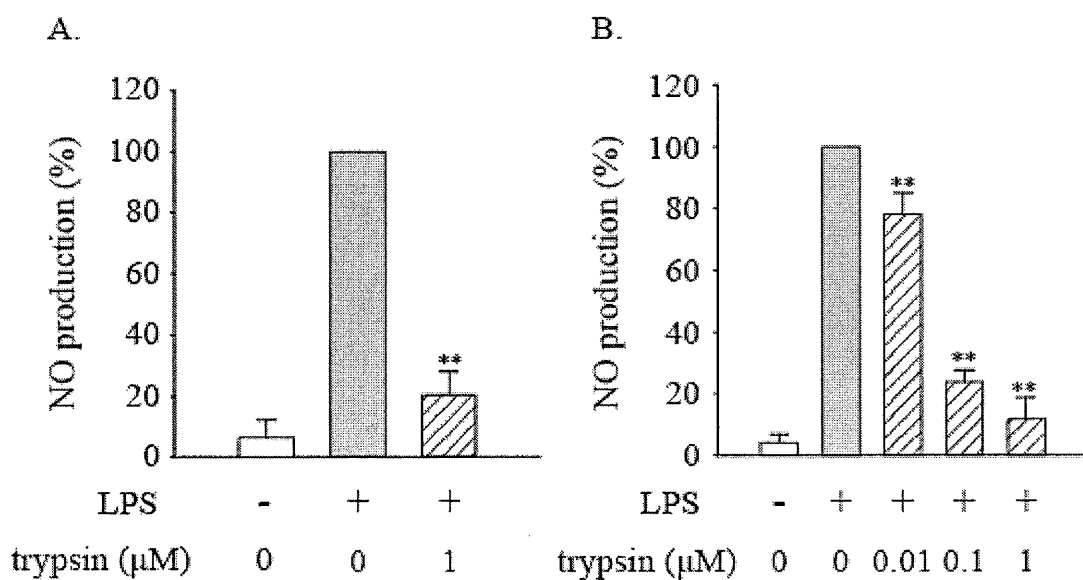 A.
NO production (%)
120
100
80
60
40
20
0
**
LPS - + +
trypsin (μM) 0 0 1
B.
NO production (%)
120
100
80
60
40
20
0
**
**
**
LPS - + + + +
trypsin (μM) 0 0 0.01 0.1 1